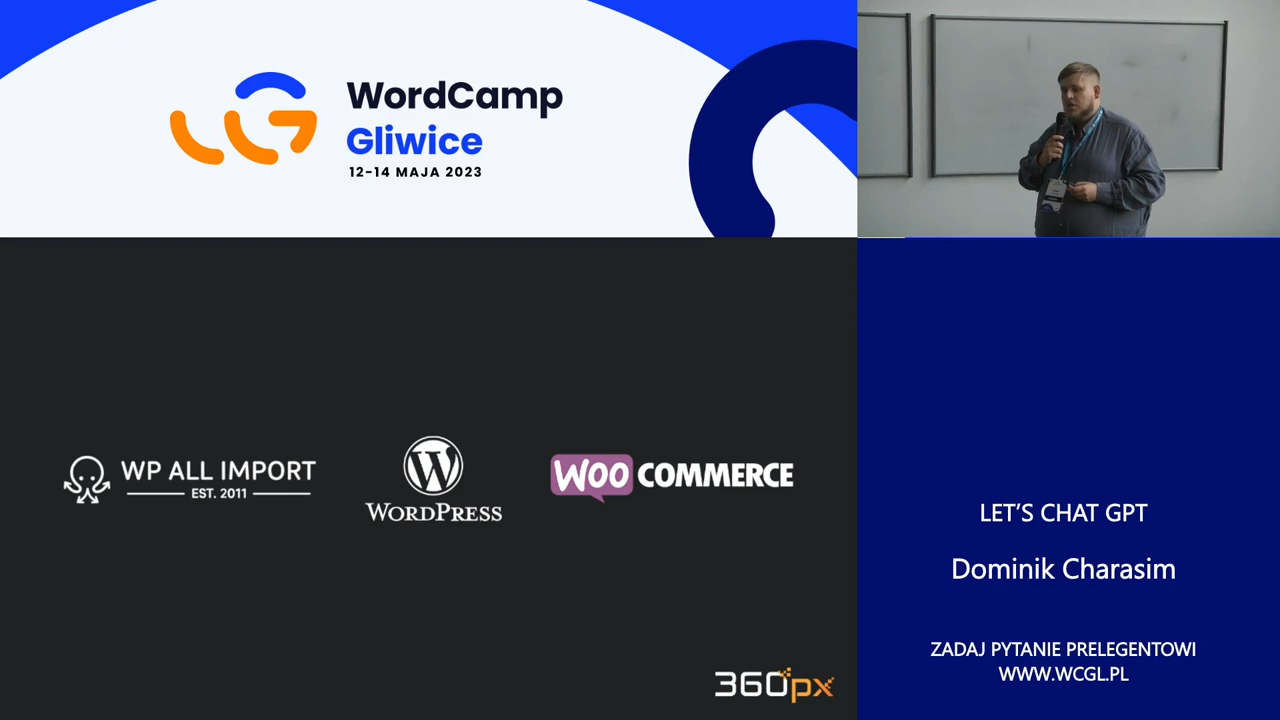 WordCamp
Gliwice
12-14 MAJA 2023
WP ALL IMPORT
EST. 2011
WORDPRESS
WOO COMMERCE
360px
LET'S CHAT GPT
Dominik Charasim
ZADAJ PYTANIE PRELEGENTOWI
WWW.WCGL.PL